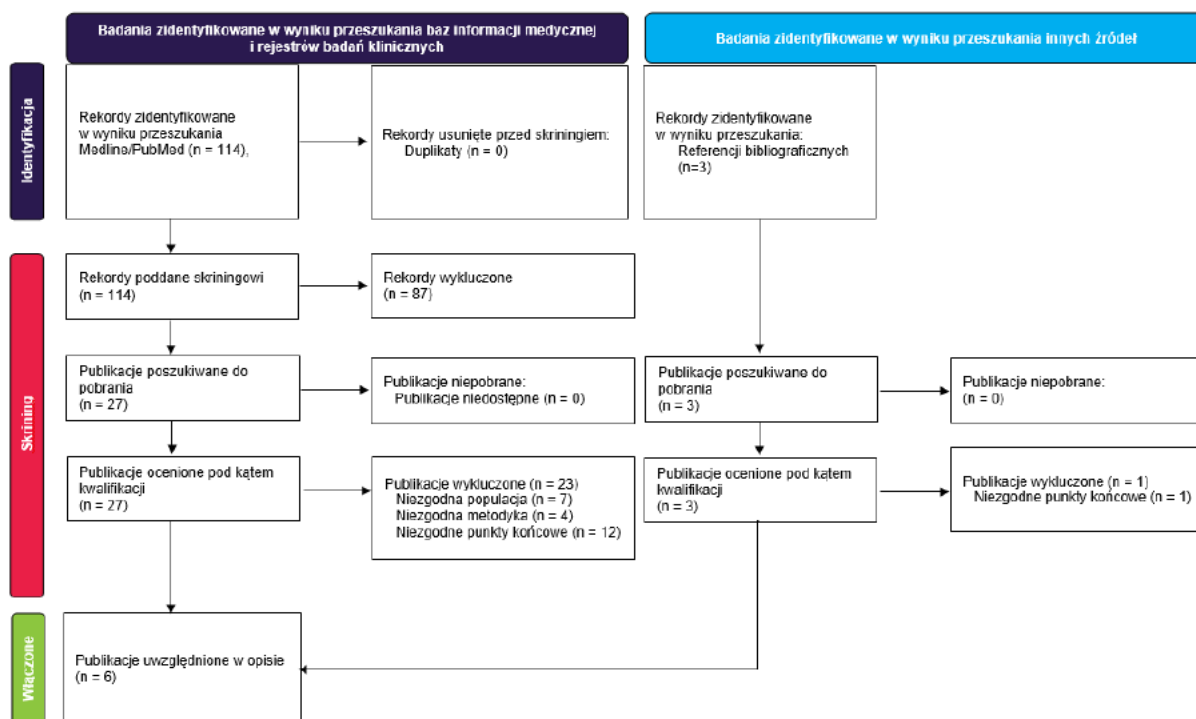 Badania zidentyfikowane w wyniku przeszukania baz informacji medycznej
i rejestrów badań klinicznych
Badania zidentyfikowane w wyniku przeszukania innych źródeł
Identyfikacja
Rekordy zidentyfikowane
w wyniku przeszukania
Medline/PubMed (n = 114),
Rekordy usunięte przed skriningiem:
Duplikaty (n = 0)
Rekordy zidentyfikowane
w wyniku przeszukania:
Referencji bibliograficznych
(n=3)
Skrining
Rekordy poddane skriningowi
(n = 114)
Rekordy wykluczone
(n = 87)
Publikacje poszukiwane do
pobrania
(n = 27)
Publikacje niepobrane:
Publikacje niedostępne (n = 0)
Publikacje poszukiwane do
pobrania
(n = 3)
Publikacje niepobrane:
(n = 0)
Publikacje ocenione pod kątem
kwalifikacji
(n = 27)
Publikacje wykluczone (n = 23)
Niezgodna populacja (n = 7)
Niezgodna metodyka (n = 4)
Niezgodne punkty końcowe (n = 12)
Publikacje ocenione pod kątem
kwalifikacji
(n = 3)
Publikacje wykluczone (n = 1)
Niezgodne punkty końcowe (n = 1)
Włączone
Publikacje uwzględnione w opisie
(n = 6)